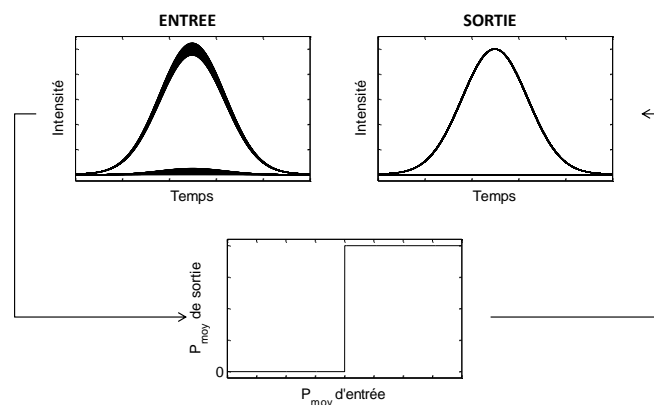 ENTREE
SORTIE
Intensité
Temps
Intensité
Temps
P_moy de sortie
0
P_moy d'entrée